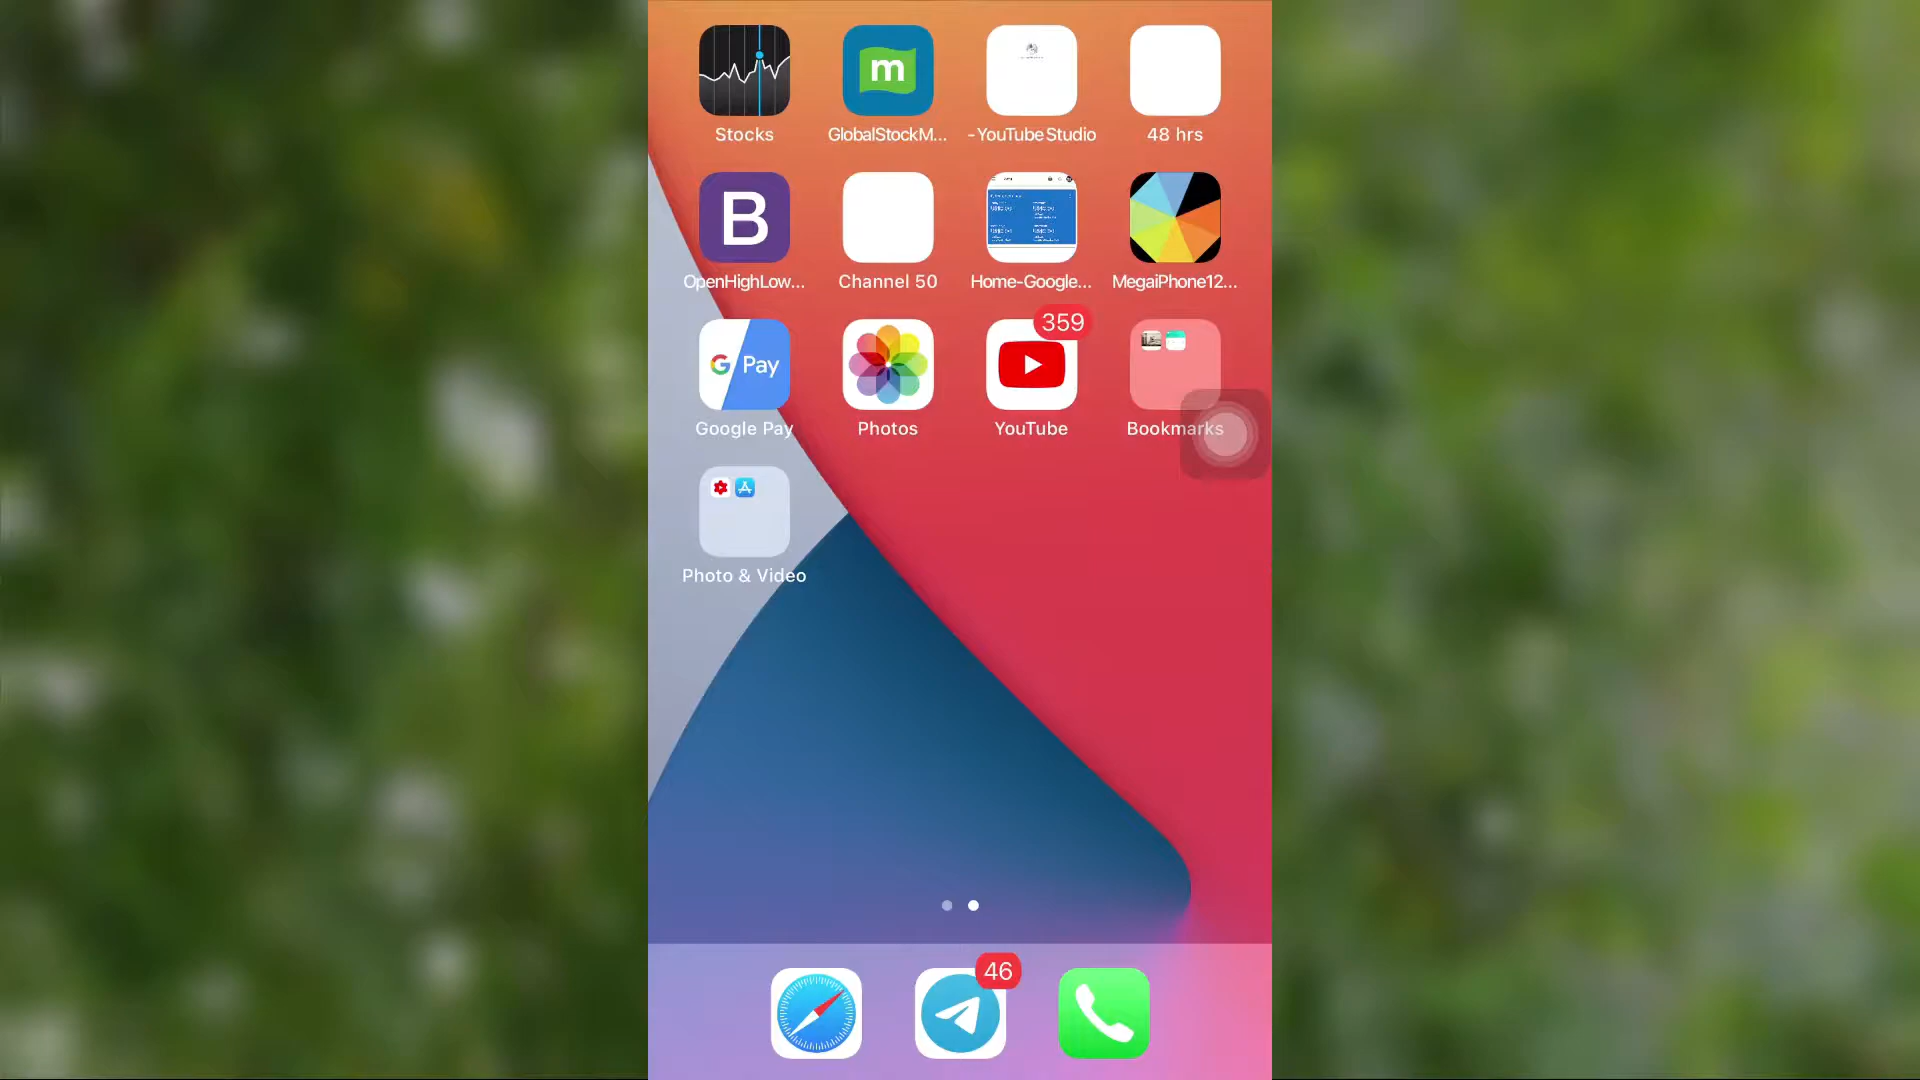 m
Stocks
GlobalStockM...
- YouTube Studio
48 hrs
B
OpenHighLow...
Channel 50
Home-Google...
MegaiPhone12...
G Pay
359
Google Pay
Photos
YouTube
Bookmarks
Photo & Video
46